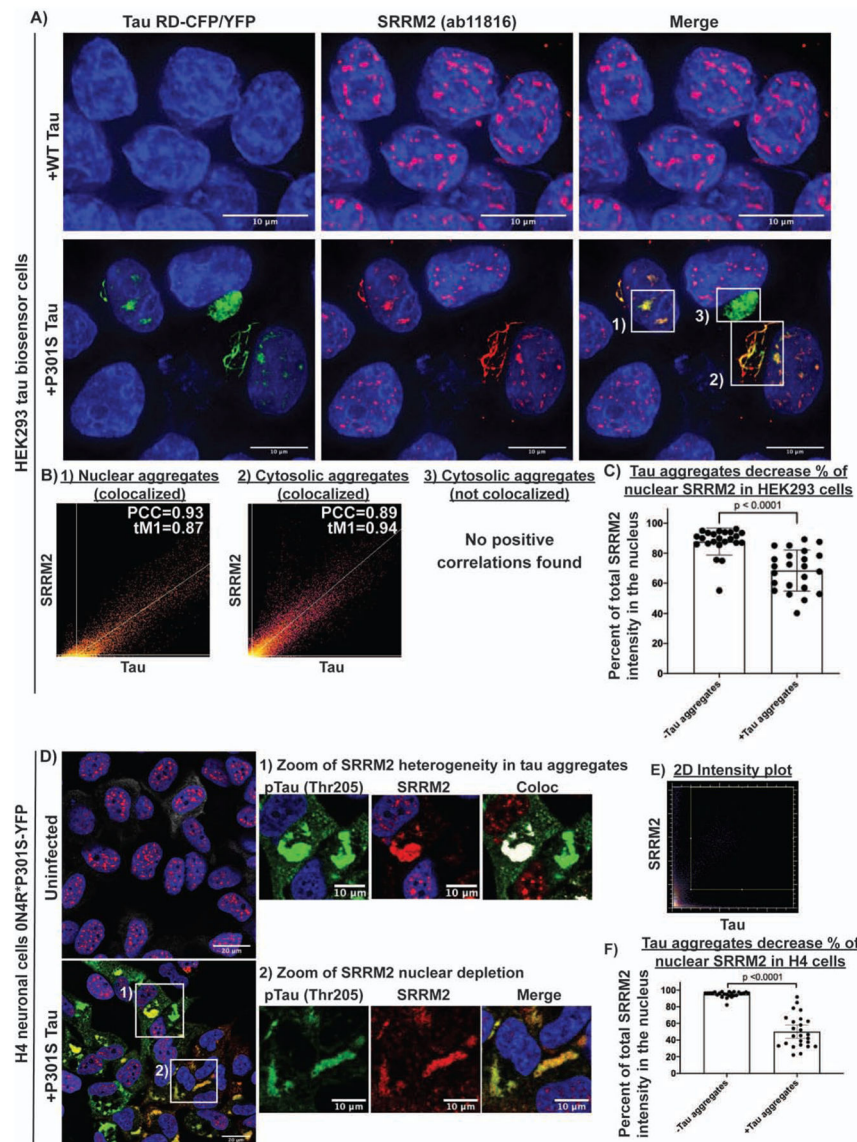 A)
Tau RD-CFP/YFP
SRRM2 (ab11816)
Merge
HEK293 tau biosensor cells
+WT Tau
10 μm
10 μm
10 μm
+P301S Tau
1)
3)
2)
10 μm
10 μm
10 μm
B)
1) Nuclear aggregates
(colocalized)
PCC=0.93
tM1=0.87
SRRM2
Tau
2) Cytosolic aggregates
(colocalized)
PCC=0.89
tM1=0.94
SRRM2
Tau
3) Cytosolic aggregates
(not colocalized)
No positive
correlations found
C)
Tau aggregates decrease % of
nuclear SRRM2 in HEK293 cells
p < 0.0001
Percent of total SRRM2
intensity in the nucleus
100
80
60
40
20
0
-Tau aggregates
+Tau aggregates
H4 neuronal cells 0N4R*P301S-YFP
D)
Uninfected
20 μm
+P301S Tau
1)
2)
20 μm
1) Zoom of SRRM2 heterogeneity in tau aggregates
pTau (Thr205)
SRRM2
Coloc
10 μm
10 μm
10 μm
2) Zoom of SRRM2 nuclear depletion
pTau (Thr205)
SRRM2
Merge
10 μm
10 μm
10 μm
E)
2D Intensity plot
SRRM2
Tau
F)
Tau aggregates decrease % of
nuclear SRRM2 in H4 cells
p <0.0001
Percent of total SRRM2
intensity in the nucleus
100
80
60
40
20
0
-Tau aggregates
+Tau aggregates